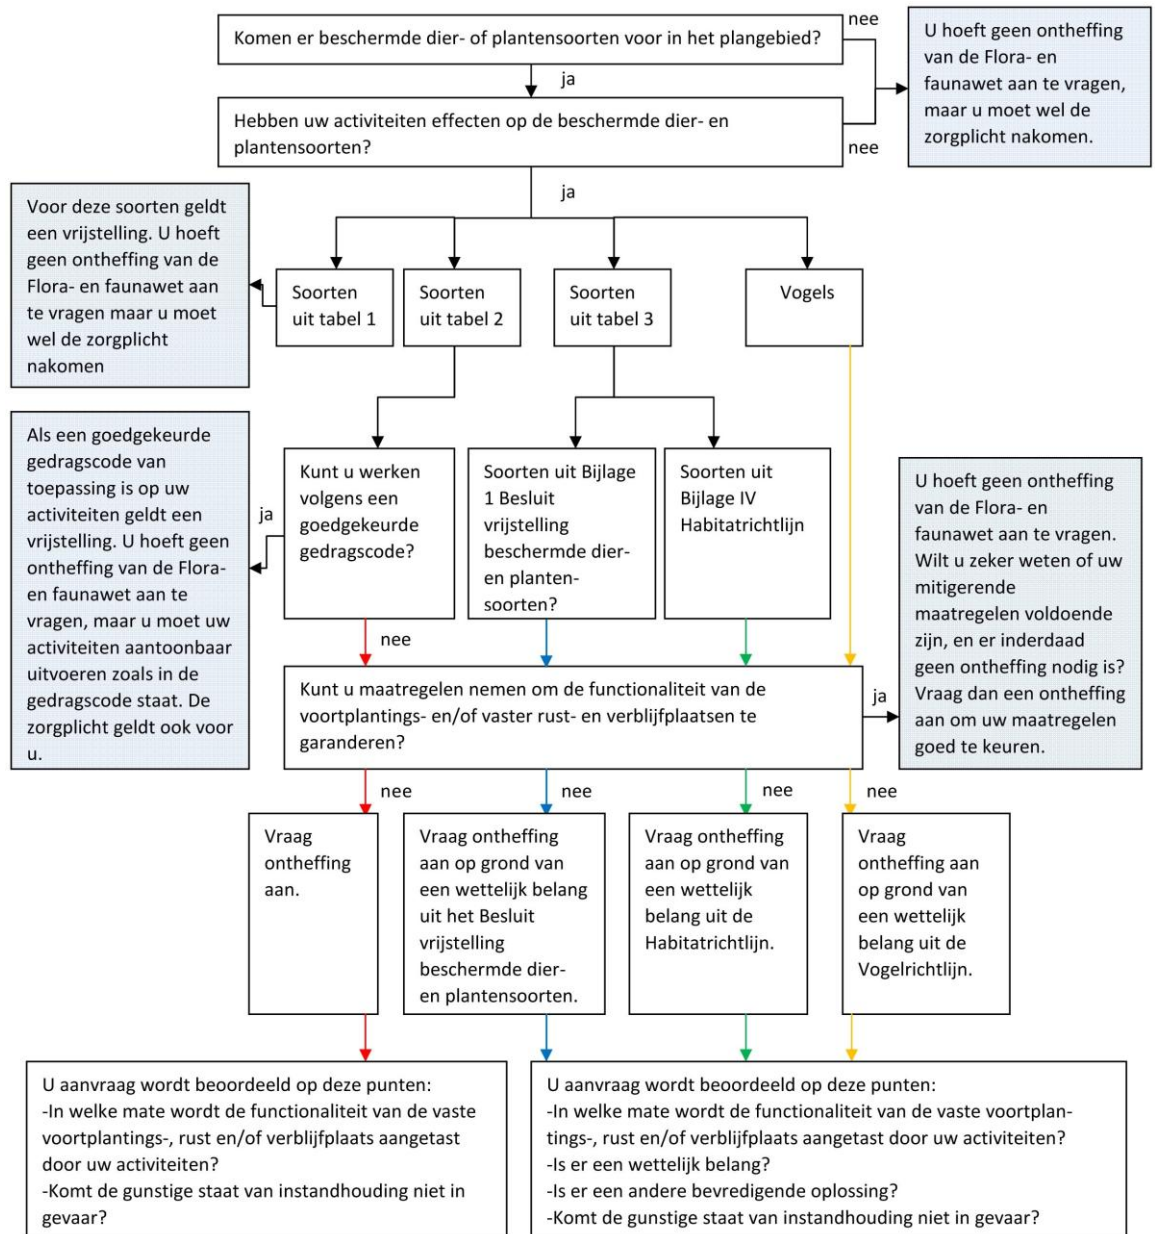 Komen er beschermde dier- of plantensoorten voor in het plangebied?
nee
U hoeft geen ontheffing
van de Flora- en
faunawet aan te vragen,
maar u moet wel de
zorgplicht nakomen.
ja
Hebben uw activiteiten effecten op de beschermde dier- en
plantensoorten?
nee
ja
Voor deze soorten geldt
een vrijstelling. U hoeft
geen ontheffing van de
Flora- en faunawet aan
te vragen maar u moet
wel de zorgplicht
nakomen
Soorten
uit tabel 1
Soorten
uit tabel 2
Soorten
uit tabel 3
Vogels
Als een goedgekeurde
gedragscode van
toepassing is op uw
activiteiten geldt een
vrijstelling. U hoeft geen
ontheffing van de Flora-
en faunawet aan te
vragen, maar u moet uw
activiteiten aantoonbaar
uitvoeren zoals in de
gedragscode staat. De
zorgplicht geldt ook voor
u.
ja
Kunt u werken
volgens een
goedgekeurde
gedragscode?
Soorten uit Bijlage
1 Besluit
vrijstelling
beschermde dier-
en planten-
soorten?
Soorten uit
Bijlage IV
Habitatrichtlijn
U hoeft geen ontheffing
van de Flora- en
faunawet aan te vragen.
Wilt u zeker weten of uw
mitigerende
maatregelen voldoende
zijn, en er inderdaad
geen ontheffing nodig is?
Vraag dan een ontheffing
aan om uw maatregelen
goed te keuren.
nee
Kunt u maatregelen nemen om de functionaliteit van de
voortplantings- en/of vaster rust- en verblijfplaatsen te
garanderen?
ja
nee
nee
nee
nee
Vraag
ontheffing
aan.
Vraag ontheffing
aan op grond van
een wettelijk belang
uit het Besluit
vrijstelling
beschermde dier-
en plantensoorten.
Vraag ontheffing
aan op grond van
een wettelijk
belang uit de
Habitatrichtlijn.
Vraag
ontheffing aan
op grond van
een wettelijk
belang uit de
Vogelrichtlijn.
U aanvraag wordt beoordeeld op deze punten:
-In welke mate wordt de functionaliteit van de vaste
voortplantings-, rust en/of verblijfplaats aangetast
door uw activiteiten?
-Komt de gunstige staat van instandhouding niet in
gevaar?
U aanvraag wordt beoordeeld op deze punten:
-In welke mate wordt de functionaliteit van de vaste voortplan-
tings-, rust en/of verblijfplaats aangetast door uw activiteiten?
-Is er een wettelijk belang?
-Is er een andere bevredigende oplossing?
-Komt de gunstige staat van instandhouding niet in gevaar?